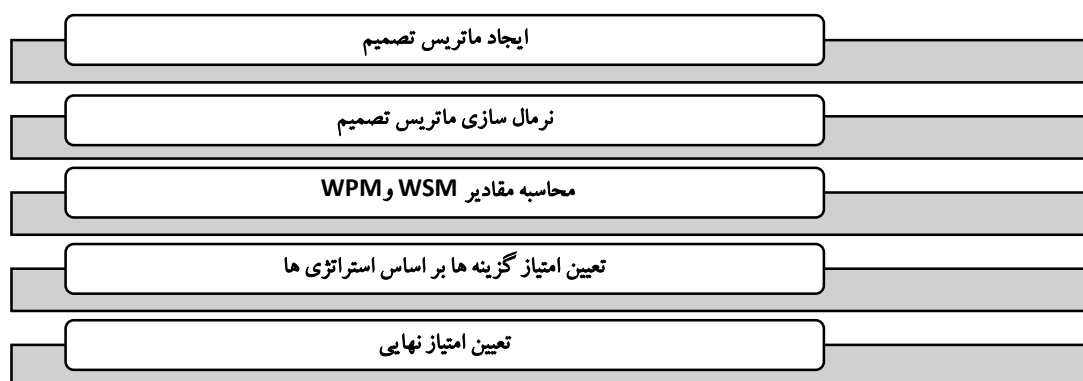 ایجاد ماتریس تصمیم
نرمال سازی ماتریس تصمیم
محاسبه مقادیر WSM و WPM
تعیین امتیاز گزینه ها بر اساس استراتژی ها
تعیین امتیاز نهایی